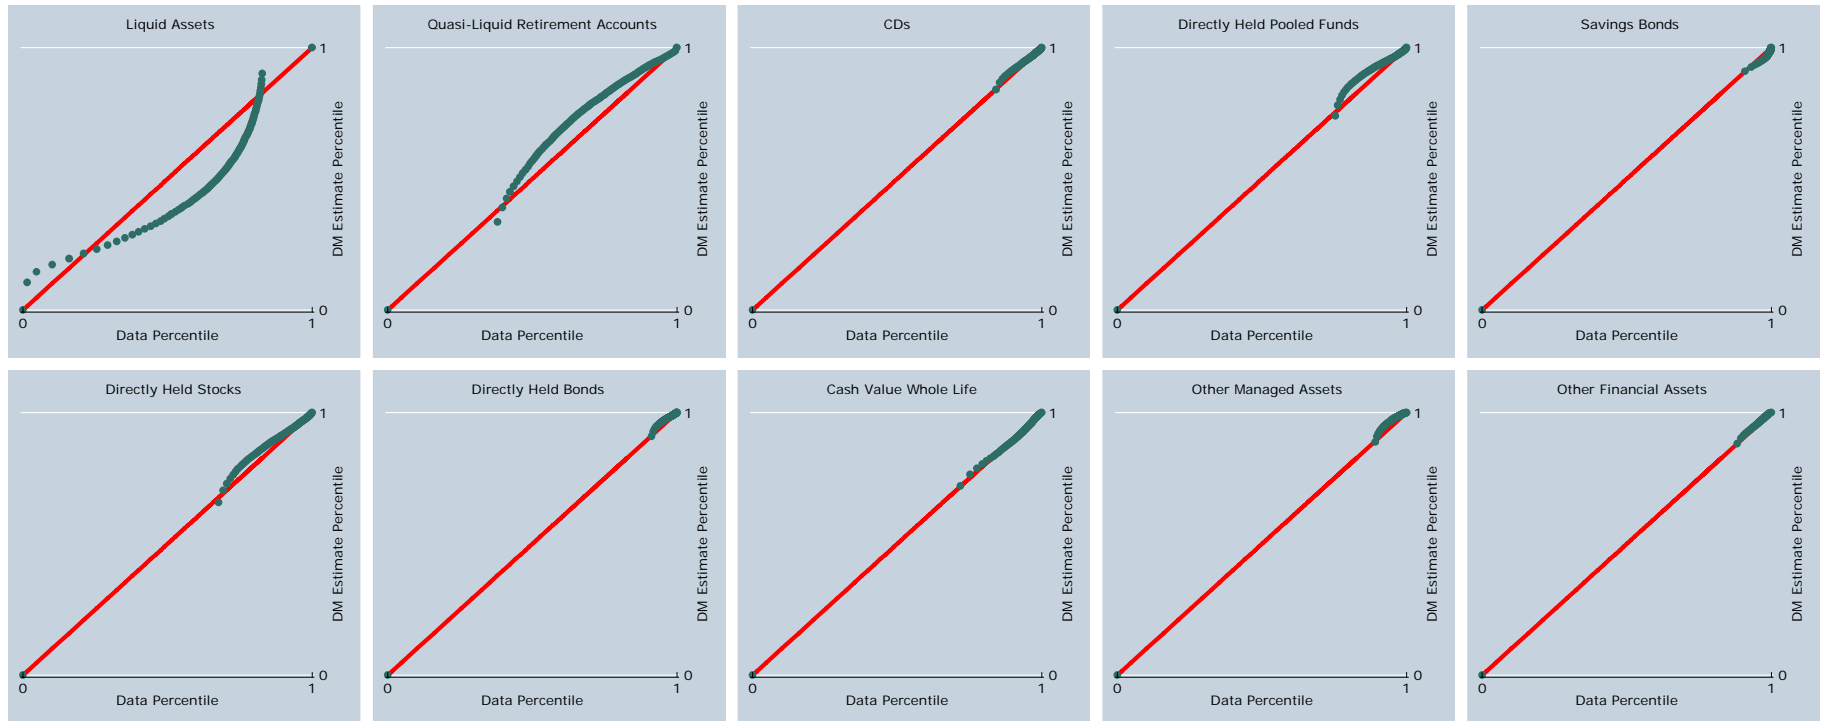 Liquid Assets
1
DM Estimate Percentile
0
0 1
Data Percentile
Quasi-Liquid Retirement Accounts
1
DM Estimate Percentile
0
0 1
Data Percentile
CDs
1
DM Estimate Percentile
0
0 1
Data Percentile
Directly Held Pooled Funds
1
DM Estimate Percentile
0
0 1
Data Percentile
Savings Bonds
1
DM Estimate Percentile
0
0 1
Data Percentile
Directly Held Stocks
1
DM Estimate Percentile
0
0 1
Data Percentile
Directly Held Bonds
1
DM Estimate Percentile
0
0 1
Data Percentile
Cash Value Whole Life
1
DM Estimate Percentile
0
0 1
Data Percentile
Other Managed Assets
1
DM Estimate Percentile
0
0 1
Data Percentile
Other Financial Assets
1
DM Estimate Percentile
0
0 1
Data Percentile